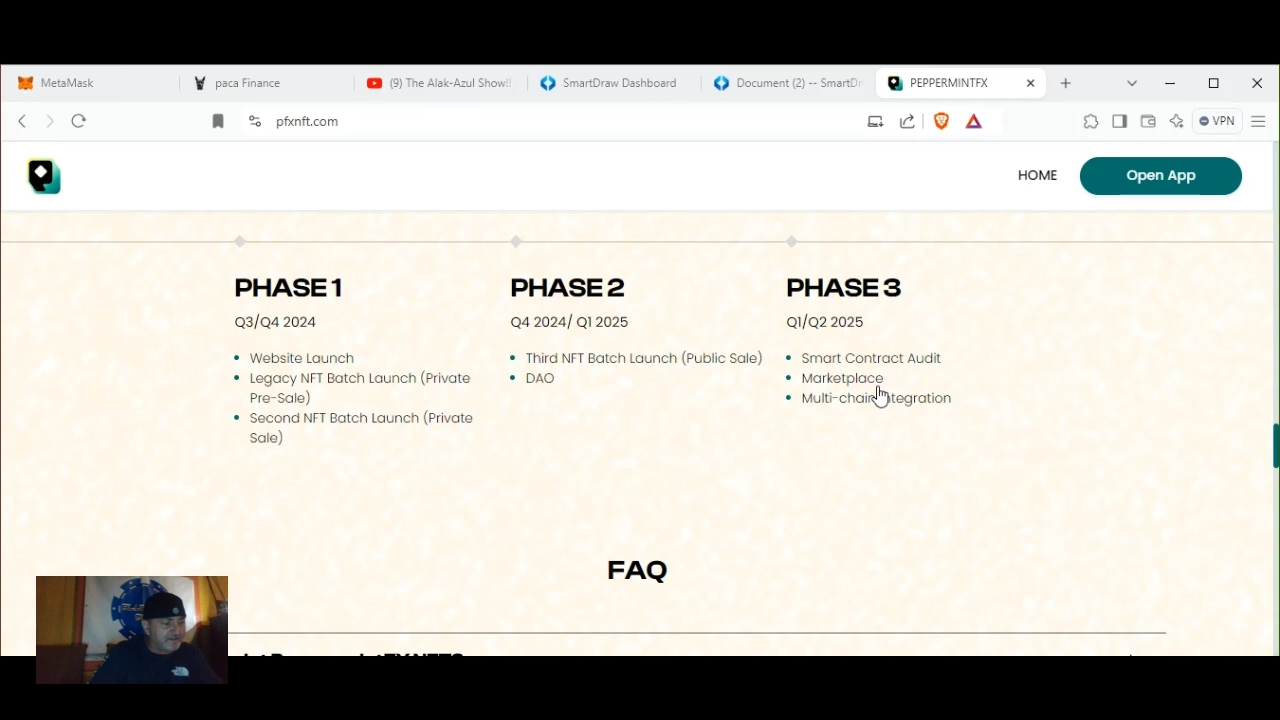 MetaMask
paca Finance
(9) The Alak-Azul Show!!
SmartDraw Dashboard
Document (2) -- SmartDr
PEPPERMINTFX
pfxnft.com
VPN
HOME
Open App
PHASE 1
PHASE 2
PHASE 3
Q3/Q4 2024
Q4 2024/ Q1 2025
Q1/Q2 2025
Website Launch
Legacy NFT Batch Launch (Private
Pre-Sale)
Second NFT Batch Launch (Private
Sale)
Third NFT Batch Launch (Public Sale)
DAO
Smart Contract Audit
Marketplace
Multi-chain Integration
FAQ